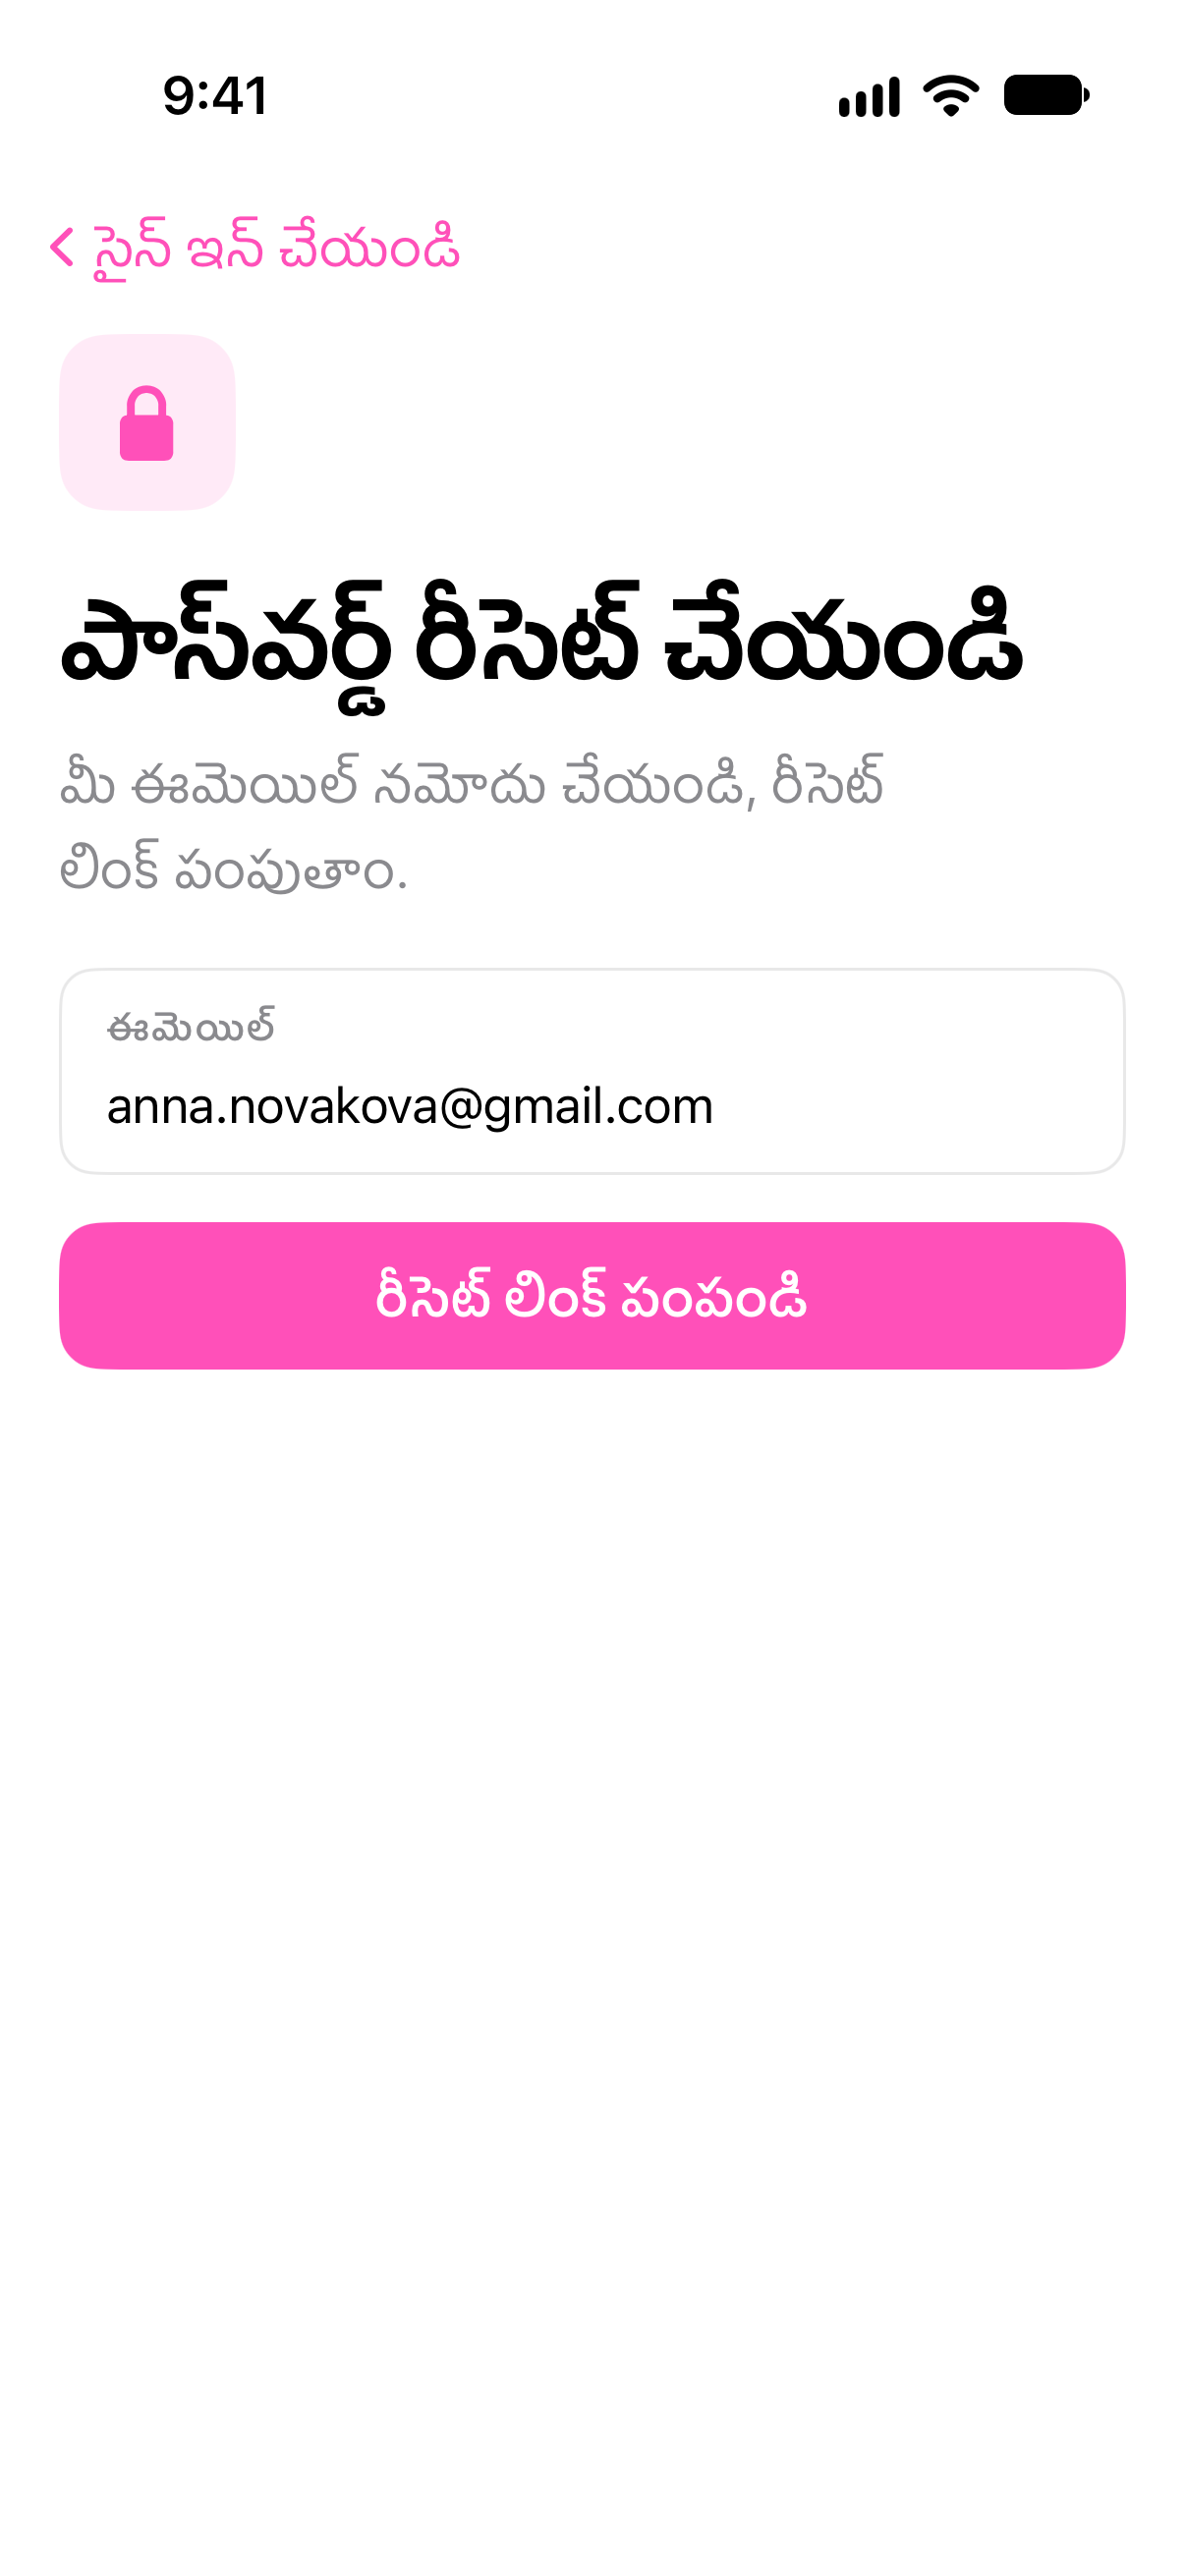 9:41
సైన్ ఇన్ చేయండి
పాస్‌వర్డ్ రీసెట్ చేయండి
మీ ఈమెయిల్ నమోదు చేయండి, రీసెట్
లింక్ పంపుతాం.
ఈమెయిల్
anna.novakova@gmail.com
రీసెట్ లింక్ పంపండి